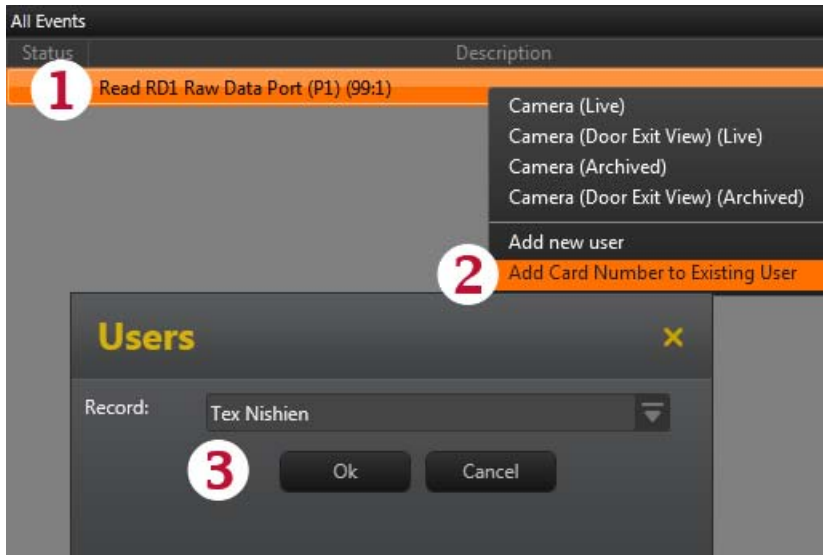 All Events
Status Description
1 Read RD1 Raw Data Port (P1) (99:1)
Camera (Live)
Camera (Door Exit View) (Live)
Camera (Archived)
Camera (Door Exit View) (Archived)
Add new user
2 Add Card Number to Existing User
Users
Record: Tex Nishien
3 Ok Cancel